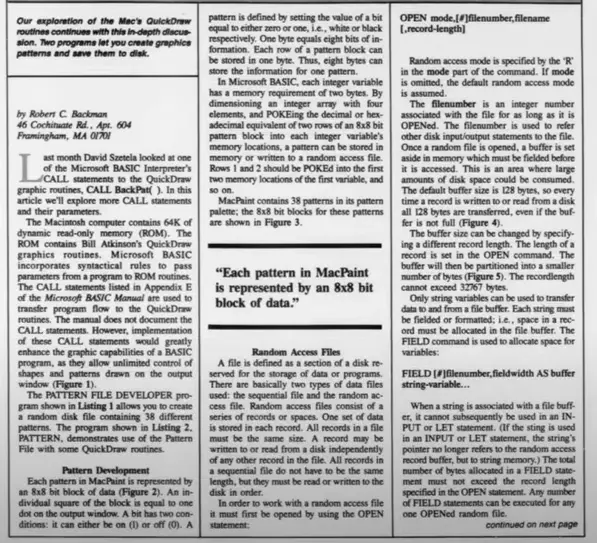 Our exploration of the Mac's QuickDraw
routines continues with this in-depth discus-
sion. Two programs let you create graphics
patterns and save them to disk.
by Robert C. Backman
46 Cochituate Rd., Apt. 604
Framingham, MA 01701
Last month David Szetela looked at one
of the Microsoft BASIC Interpreter's
CALL statements to the QuickDraw
graphic routines, CALL BackPat( ). In this
article we'll explore more CALL statements
and their parameters.
The Macintosh computer contains 64K of
dynamic read-only memory (ROM). The
ROM contains Bill Atkinson's QuickDraw
graphics routines. Microsoft BASIC
incorporates syntactical rules to pass
parameters from a program to ROM routines.
The CALL statements listed in Appendix E
of the Microsoft BASIC Manual are used to
transfer program flow to the QuickDraw
routines. The manual does not document the
CALL statements. However, implementation
of these CALL statements would greatly
enhance the graphic capabilities of a BASIC
program, as they allow unlimited control of
shapes and patterns drawn on the output
window (Figure 1).
The PATTERN FILE DEVELOPER pro-
gram shown in Listing 1 allows you to create
a random disk file containing 38 different
patterns. The program shown in Listing 2,
PATTERN, demonstrates use of the Pattern
File with some QuickDraw routines.
Pattern Development
Each pattern in MacPaint is represented by
an 8x8 bit block of data (Figure 2). An in-
dividual square of the block is equal to one
dot on the output window. A bit has two con-
ditions: it can either be on (1) or off (0). A
pattern is defined by setting the value of a bit
equal to either zero or one, i.e., white or black
respectively. One byte equals eight bits of in-
formation. Each row of a pattern block can
be stored in one byte. Thus, eight bytes can
store the information for one pattern.
In Microsoft BASIC, each integer variable
has a memory requirement of two bytes. By
dimensioning an integer array with four
elements, and POKEing the decimal or hex-
adecimal equivalent of two rows of an 8x8 bit
pattern block into each integer variable's
memory locations, a pattern can be stored in
memory or written to a random access file.
Rows 1 and 2 should be POKEd into the first
two memory locations of the first variable, and
so on.
MacPaint contains 38 patterns in its pattern
palette; the 8x8 bit blocks for these patterns
are shown in Figure 3.
"Each pattern in MacPaint
is represented by an 8x8 bit
block of data."
Random Access Files
A file is defined as a section of a disk re-
served for the storage of data or programs.
There are basically two types of data files
used: the sequential file and the random ac-
cess file. Random access files consist of a
series of records or spaces. One set of data
is stored in each record. All records in a file
must be the same size. A record may be
written to or read from a disk independently
of any other record in the file. All records in
a sequential file do not have to be the same
length, but they must be read or written to the
disk in order.
In order to work with a random access file
it must first be opened by using the OPEN
statement:
OPEN mode,[#]filenumber,filename
[,record-length]
Random access mode is specified by the 'R'
in the mode part of the command. If mode
is omitted, the default random access mode
is assumed.
The filenumber is an integer number
associated with the file for as long as it is
OPENed. The filenumber is used to refer
other disk input/output statements to the file.
Once a random file is opened, a buffer is set
aside in memory which must be fielded before
it is accessed. This is an area where large
amounts of disk space could be consumed.
The default buffer size is 128 bytes, so every
time a record is written to or read from a disk
all 128 bytes are transferred, even if the buf-
fer is not full (Figure 4).
The buffer size can be changed by specify-
ing a different record length. The length of a
record is set in the OPEN command. The
buffer will then be partitioned into a smaller
number of bytes (Figure 5). The recordlength
cannot exceed 32767 bytes.
Only string variables can be used to transfer
data to and from a file buffer. Each string must
be fielded or formatted; i.e., space in a rec-
ord must be allocated in the file buffer. The
FIELD command is used to allocate space for
variables:
FIELD [#]filenumber,fieldwidth AS buffer
string-variable...
When a string is associated with a file buff-
er, it cannot subsequently be used in an IN-
PUT or LET statement. (If the sting is used
in an INPUT or LET statement, the string's
pointer no longer refers to the random access
record buffer, but to string memory.) The total
number of bytes allocated in a FIELD state-
ment must not exceed the record length
specified in the OPEN statement. Any number
of FIELD statements can be executed for any
one OPENed random file.
continued on next page